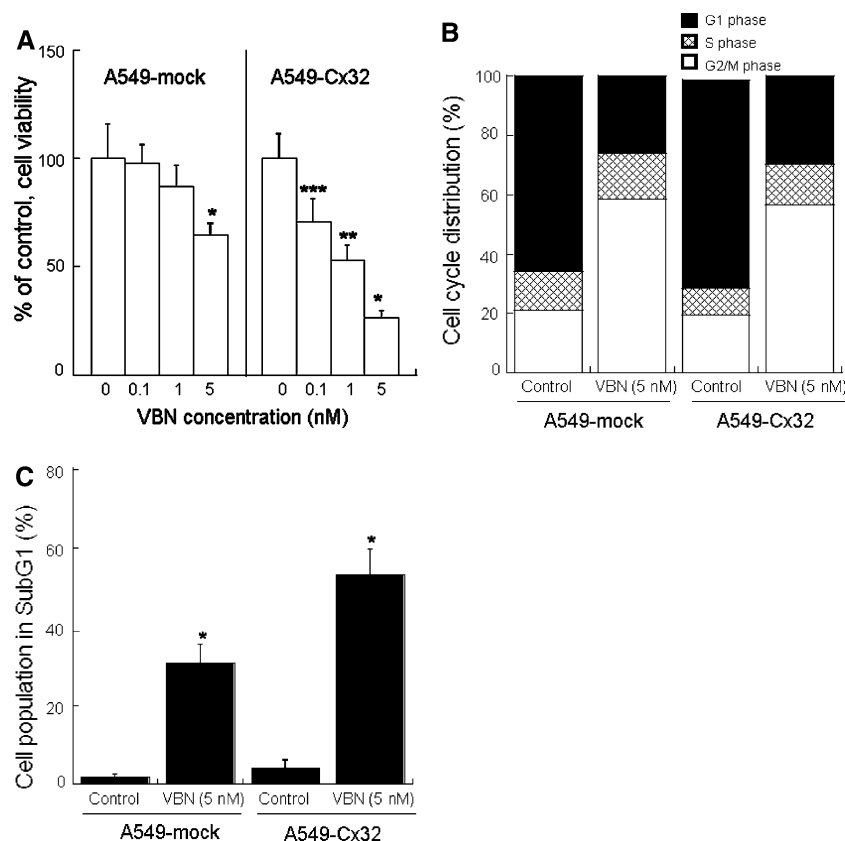 A
% of control, cell viability
150
100
50
0
A549-mock
A549-Cx32
*
***
**
*
0 0.1 1 5 0 0.1 1 5
VBN concentration (nM)
B
G1 phase
S phase
G2/M phase
Cell cycle distribution (%)
100
80
60
40
20
0
Control VBN (5 nM) Control VBN (5 nM)
A549-mock A549-Cx32
C
Cell population in SubG1 (%)
80
60
40
20
0
*
*
Control VBN (5 nM) Control VBN (5 nM)
A549-mock A549-Cx32